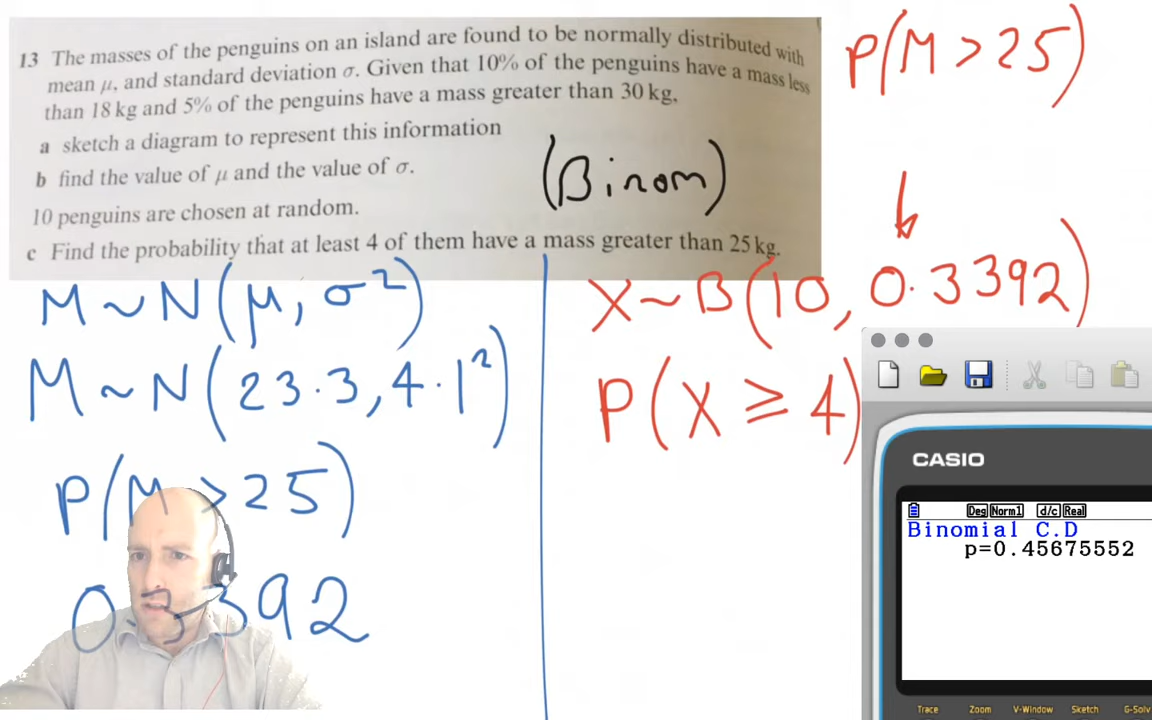 13 The masses of the penguins on an island are found to be normally distributed with
mean μ, and standard deviation σ. Given that 10% of the penguins have a mass less
than 18 kg and 5% of the penguins have a mass greater than 30 kg,
a sketch a diagram to represent this information
b find the value of μ and the value of σ.
10 penguins are chosen at random.
c Find the probability that at least 4 of them have a mass greater than 25 kg.
(Binom)
P(M > 25)
M ~ N(μ, σ²)
M ~ N(23·3, 4·1²)
P(M > 25)
0·3392
X ~ B(10, 0·3392)
P(X ≥ 4)
CASIO
Deg Norm1 d/c Real
Binomial C.D
p=0.45675552
Trace Zoom V-Window Sketch G-Solv